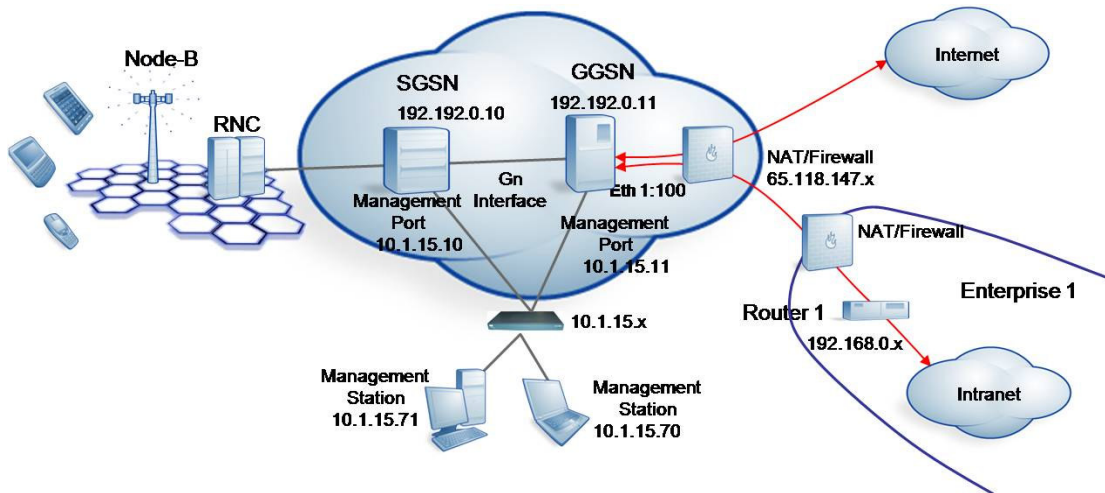 Node-B
RNC
SGSN
192.192.0.10
GGSN
192.192.0.11
Internet
NAT/Firewall
65.118.147.x
Gn
Interface
Eth 1:100
Management
Port
10.1.15.10
Management
Port
10.1.15.11
NAT/Firewall
Enterprise 1
Router 1
192.168.0.x
Intranet
10.1.15.x
Management
Station
10.1.15.71
Management
Station
10.1.15.70